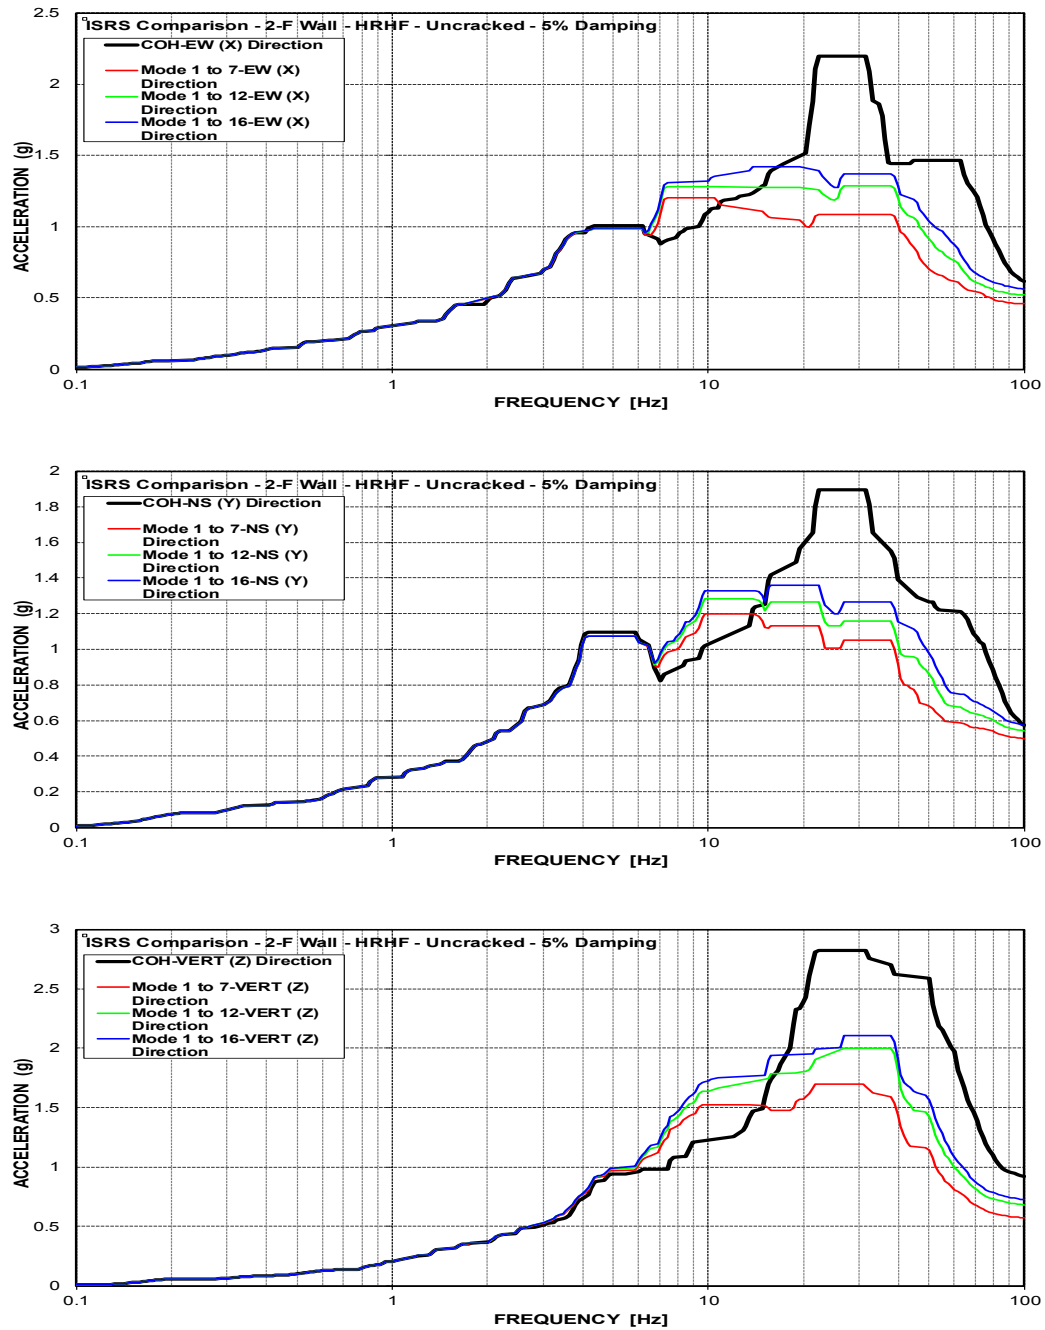 ISRS Comparison - 2-F Wall - HRHF - Uncracked - 5% Damping
COH-EW (X) Direction
Mode 1 to 7-EW (X)
Direction
Mode 1 to 12-EW (X)
Direction
Mode 1 to 16-EW (X)
Direction
ACCELERATION (g)
2.5
2
1.5
1
0.5
0
0.1
1
10
100
FREQUENCY [Hz]
ISRS Comparison - 2-F Wall - HRHF - Uncracked - 5% Damping
COH-NS (Y) Direction
Mode 1 to 7-NS (Y)
Direction
Mode 1 to 12-NS (Y)
Direction
Mode 1 to 16-NS (Y)
Direction
ACCELERATION (g)
2
1.8
1.6
1.4
1.2
1
0.8
0.6
0.4
0.2
0
0.1
1
10
100
FREQUENCY [Hz]
ISRS Comparison - 2-F Wall - HRHF - Uncracked - 5% Damping
COH-VERT (Z) Direction
Mode 1 to 7-VERT (Z)
Direction
Mode 1 to 12-VERT (Z)
Direction
Mode 1 to 16-VERT (Z)
Direction
ACCELERATION (g)
3
2.5
2
1.5
1
0.5
0
0.1
1
10
100
FREQUENCY [Hz]